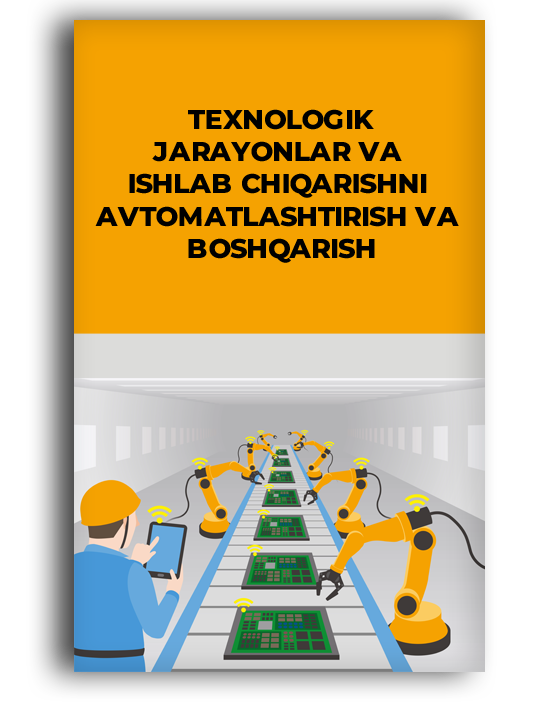 TEXNOLOGIK
JARAYONLAR VA
ISHLAB CHIQARISHNI
AVTOMATLASHTIRISH VA
BOSHQARISH